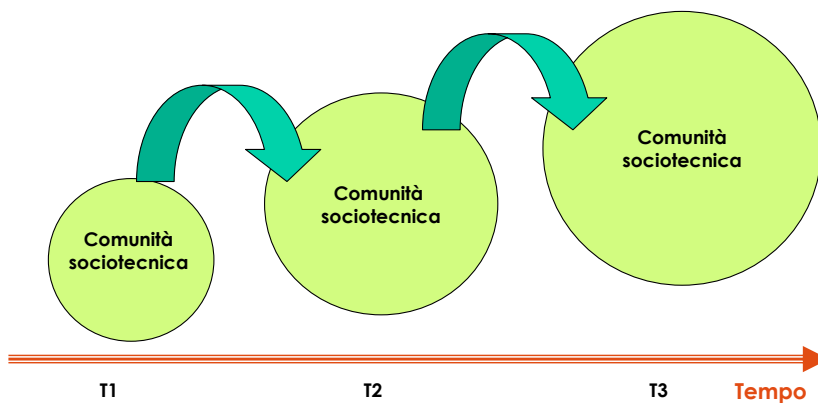 Comunità
sociotecnica
Comunità
sociotecnica
Comunità
sociotecnica
T1
T2
T3
Tempo